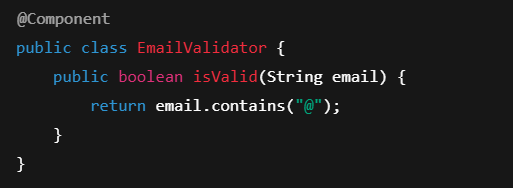 @Component
public class EmailValidator {
    public boolean isValid(String email) {
        return email.contains("@");
    }
}